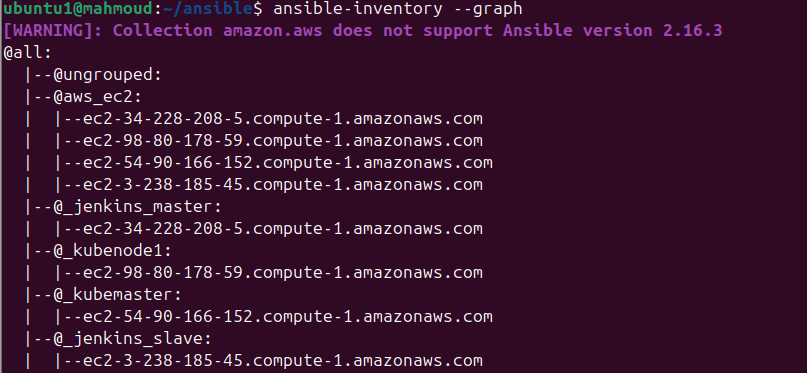 ubuntu1@mahmoud:~/ansible$ ansible-inventory --graph
[WARNING]: Collection amazon.aws does not support Ansible version 2.16.3
@all:
  |--@ungrouped:
  |--@aws_ec2:
  |  |--ec2-34-228-208-5.compute-1.amazonaws.com
  |  |--ec2-98-80-178-59.compute-1.amazonaws.com
  |  |--ec2-54-90-166-152.compute-1.amazonaws.com
  |  |--ec2-3-238-185-45.compute-1.amazonaws.com
  |--@_jenkins_master:
  |  |--ec2-34-228-208-5.compute-1.amazonaws.com
  |--@_kubenode1:
  |  |--ec2-98-80-178-59.compute-1.amazonaws.com
  |--@_kubemaster:
  |  |--ec2-54-90-166-152.compute-1.amazonaws.com
  |--@_jenkins_slave:
  |  |--ec2-3-238-185-45.compute-1.amazonaws.com